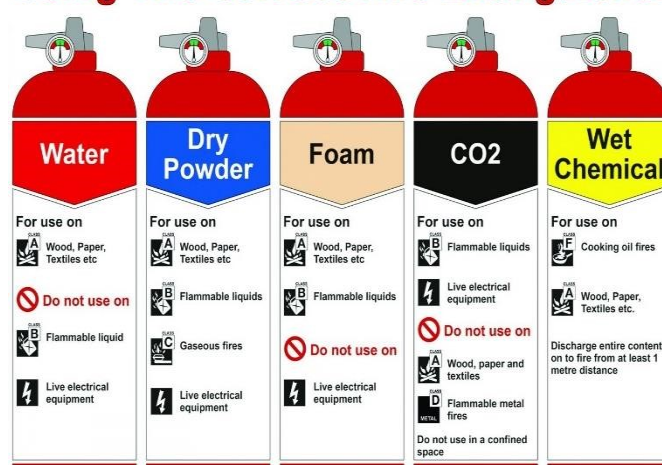 Water
For use on
CLASS A
Wood, Paper,
Textiles etc
Do not use on
CLASS B
Flammable liquid
Live electrical
equipment
Dry
Powder
For use on
CLASS A
Wood, Paper,
Textiles etc
CLASS B
Flammable liquids
CLASS C
Gaseous fires
Live electrical
equipment
Foam
For use on
CLASS A
Wood, Paper,
Textiles etc
CLASS B
Flammable liquids
Do not use on
Live electrical
equipment
CO2
For use on
CLASS B
Flammable liquids
Live electrical
equipment
Do not use on
CLASS A
Wood, paper and
textiles
CLASS D
METAL
Flammable metal
fires
Do not use in a confined
space
Wet
Chemical
For use on
CLASS F
Cooking oil fires
CLASS A
Wood, Paper,
Textiles etc.
Discharge entire content
on to fire from at least 1
metre distance